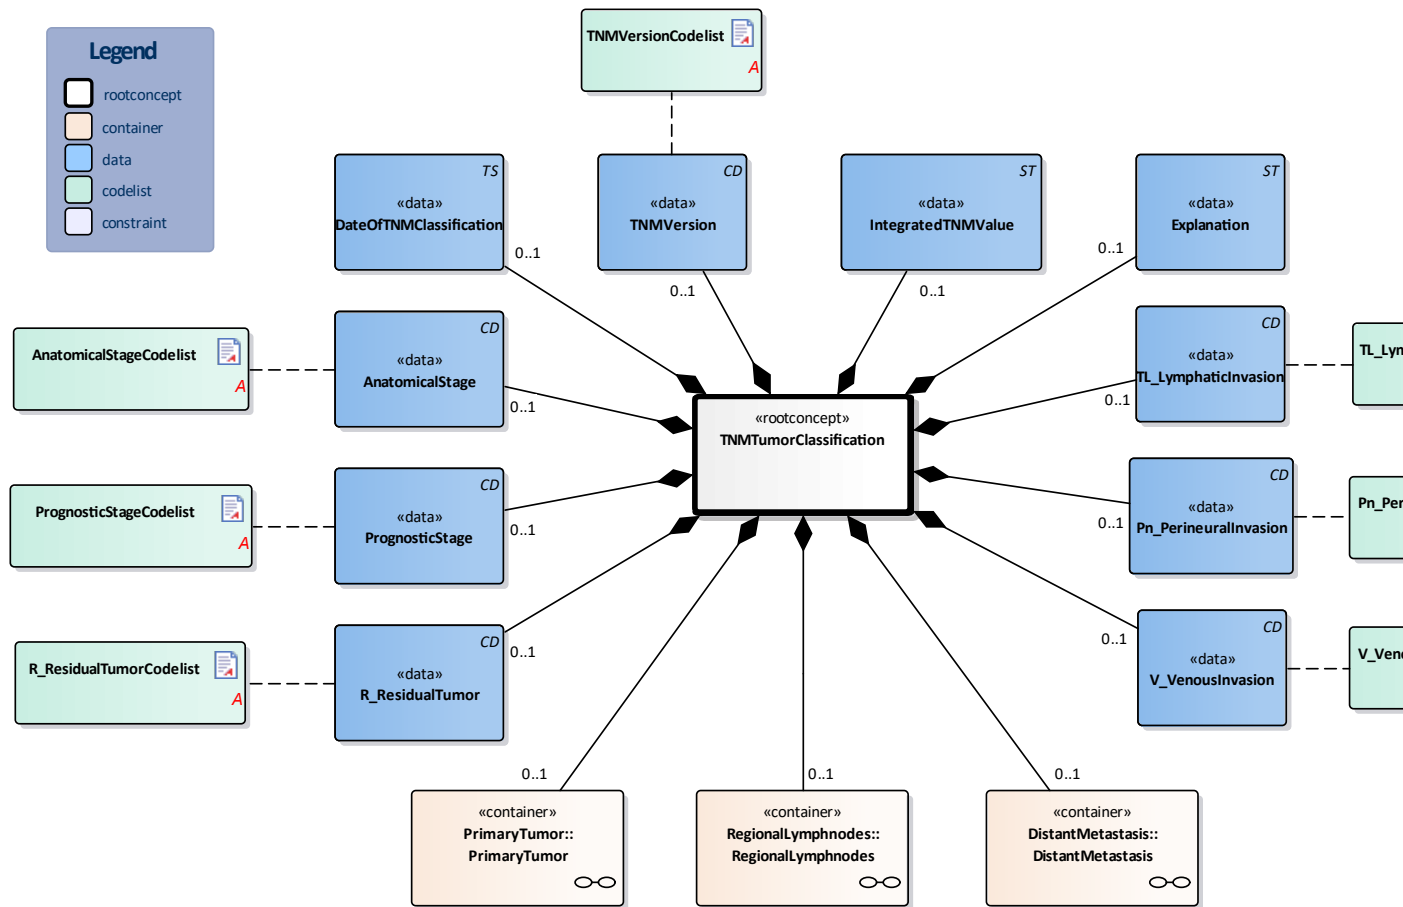 TNMVersionCodelist
A
Legend
rootconcept
container
data
codelist
constraint
TS
«data»
DateOfTNMClassification
0..1
CD
«data»
TNMVersion
0..1
ST
«data»
IntegratedTNMValue
0..1
ST
«data»
Explanation
0..1
AnatomicalStageCodelist
A
CD
«data»
AnatomicalStage
0..1
CD
«data»
TL_LymphaticInvasion
0..1
TL_Lym
«rootconcept»
TNMTumorClassification
PrognosticStageCodelist
A
CD
«data»
PrognosticStage
0..1
CD
«data»
Pn_PerineuralInvasion
0..1
Pn_Per
R_ResidualTumorCodelist
A
CD
«data»
R_ResidualTumor
0..1
CD
«data»
V_VenousInvasion
0..1
V_Veno
0..1
«container»
PrimaryTumor::
PrimaryTumor
0..1
«container»
RegionalLymphnodes::
RegionalLymphnodes
0..1
«container»
DistantMetastasis::
DistantMetastasis